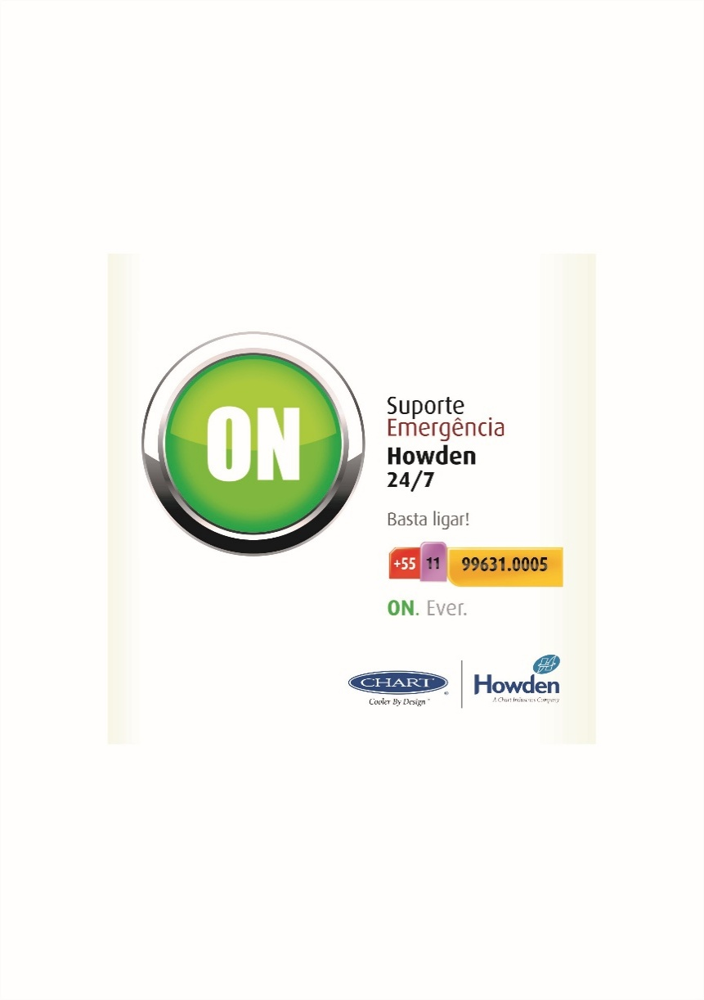 ON
Suporte
Emergência
Howden
24/7
Basta ligar!
+55 11 99631.0005
ON. Ever.
CHART®
Cooler By Design™
Howden
A Chart Industries Company